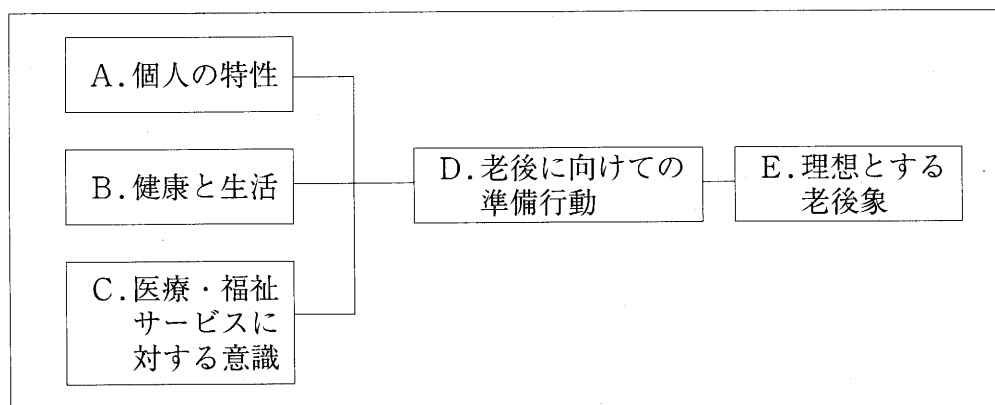 A.個人の特性
B.健康と生活
C.医療・福祉
サービスに
対する意識
D.老後に向けての
準備行動
E.理想とする
老後象